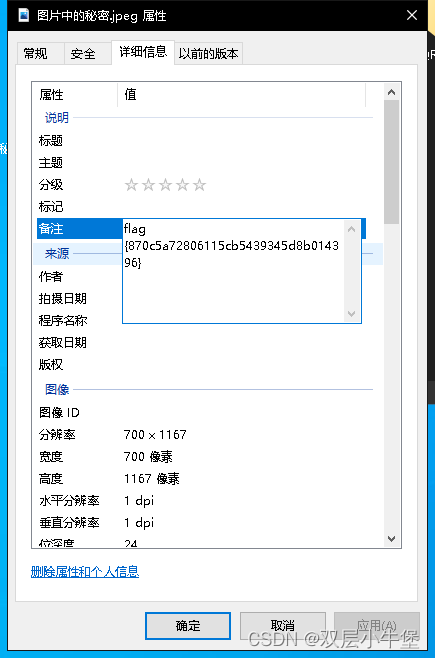 图片中的秘密.jpeg 属性
常规 安全 详细信息 以前的版本
属性 值
说明
标题
主题
分级
标记
备注 flag
{870c5a72806115cb5439345d8b0143
96}
来源
作者
拍摄日期
程序名称
获取日期
版权
图像
图像 ID
分辨率 700 x 1167
宽度 700 像素
高度 1167 像素
水平分辨率 1 dpi
垂直分辨率 1 dpi
位深度 24
删除属性和个人信息
确定 取消 应用(A)
CSDN @双层小牛堡